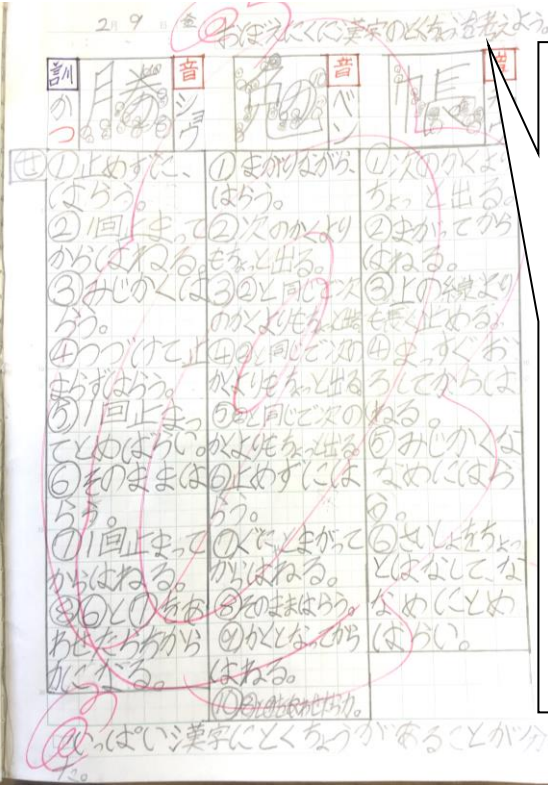 2月9日 金
おぼえにくい漢字のとくちょうを考えよう。
帳
音
①次のかくより
ちょっと出る。
②まがってから
はねる。
③上の線より
も長く止める。
④まっすぐお
ろしてからは
ねる。
⑤みじかくな
なめにはら
う。
⑥さいしょをちょっ
とはなして、な
なめにとめ
はらい。
音
ベン
勉
①まがりながら、
はらう。
②次のかくより
もちょっと出る。
③②と同じで次
のかくよりもちょっと出る
④②と同じで次の
かくよりもちょっと出る
⑤②と同じで次の
かくよりもちょっと出る
⑥止めずには
らう。
⑦ぐにしまがって
からはねる。
⑧そのままはらう。
⑨かどとなってから
はねる。
音
ショウ
勝
訓
かつ
①止めずに、
はらう。
②1回止まって
からはねる。
③みじかくは
らう。
④つづけて止
まらずはらう。
⑤1回止まっ
てとめはらい。
⑥そのままは
らう。
⑦1回止まって
からはねる。
⑧⑥と⑦をあ
わせたら力から
かになる。
いっぱい漢字にとくちょうがあることが分
た。